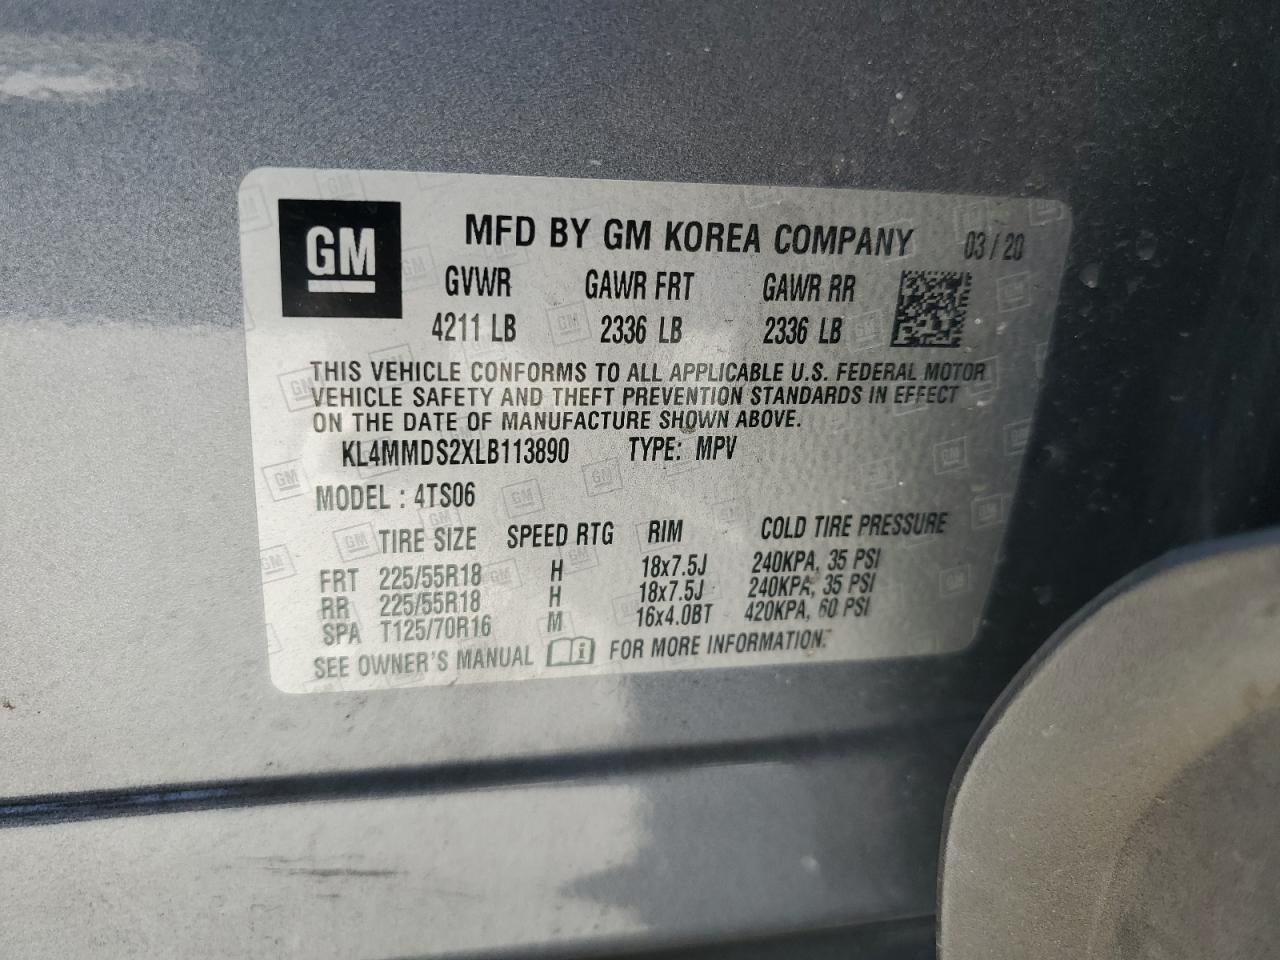 GM
MFD BY GM KOREA COMPANY 03 / 20
GVWR GAWR FRT GAWR RR
4211 LB 2336 LB 2336 LB
THIS VEHICLE CONFORMS TO ALL APPLICABLE U.S. FEDERAL MOTOR
VEHICLE SAFETY AND THEFT PREVENTION STANDARDS IN EFFECT
ON THE DATE OF MANUFACTURE SHOWN ABOVE.
KL4MMDS2XLB113890 TYPE: MPV
MODEL : 4TS06
TIRE SIZE SPEED RTG RIM COLD TIRE PRESSURE
FRT 225/55R18 H 18x7.5J 240KPA, 35 PSI
RR 225/55R18 H 18x7.5J 240KPA, 35 PSI
SPA T125/70R16 M 16x4.0BT 420KPA, 60 PSI
SEE OWNER'S MANUAL i FOR MORE INFORMATION.